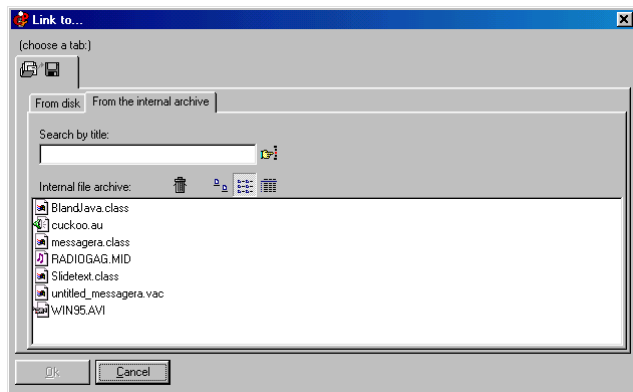 Link to...
(choose a tab:)
From disk From the internal archive
Search by title:
Internal file archive:
BlandJava.class
cuckoo.au
messagera.class
RADIOGAG.MID
Slidetext.class
untitled_messagera.vac
WIN95.AVI
Ok Cancel